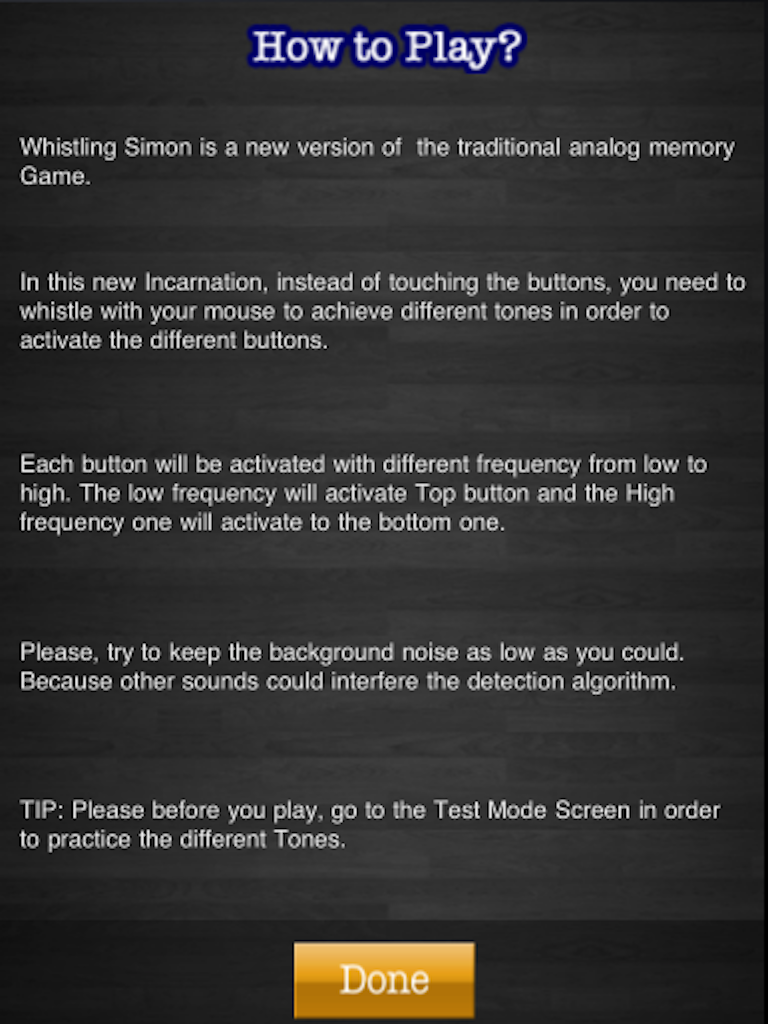 How to Play?
Whistling Simon is a new version of  the traditional analog memory
Game.
In this new Incarnation, instead of touching the buttons, you need to
whistle with your mouse to achieve different tones in order to
activate the different buttons.
Each button will be activated with different frequency from low to
high. The low frequency will activate Top button and the High
frequency one will activate to the bottom one.
Please, try to keep the background noise as low as you could.
Because other sounds could interfere the detection algorithm.
TIP: Please before you play, go to the Test Mode Screen in order
to practice the different Tones.
Done